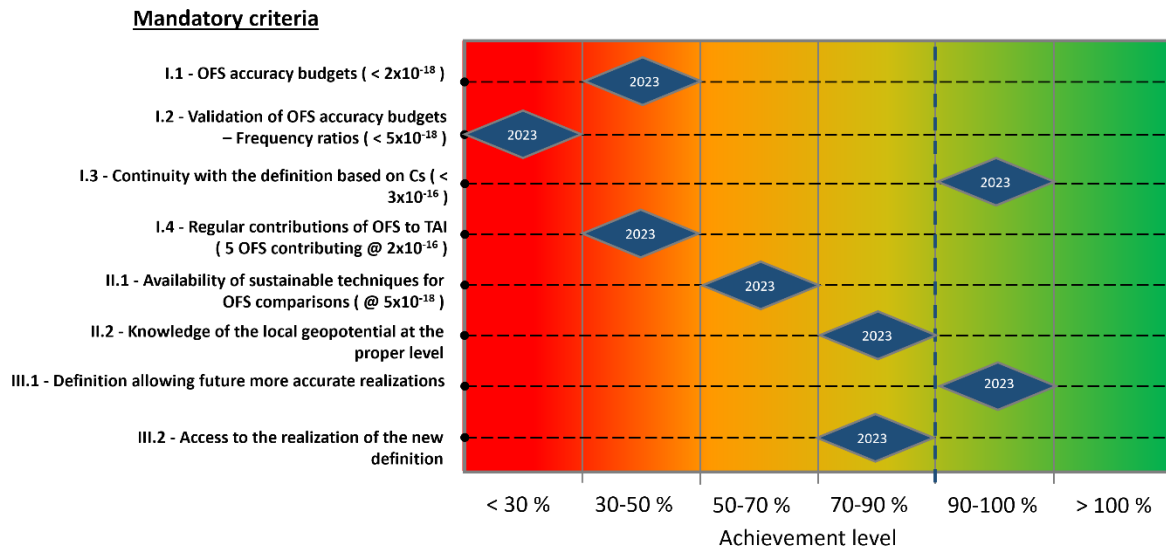 Mandatory criteria
I.1 - OFS accuracy budgets ( < 2x10⁻¹⁸ )
2023
I.2 - Validation of OFS accuracy budgets
– Frequency ratios ( < 5x10⁻¹⁸ )
2023
I.3 - Continuity with the definition based on Cs ( <
3x10⁻¹⁶ )
2023
I.4 - Regular contributions of OFS to TAI
( 5 OFS contributing @ 2x10⁻¹⁶ )
2023
II.1 - Availability of sustainable techniques for
OFS comparisons ( @ 5x10⁻¹⁸ )
2023
II.2 - Knowledge of the local geopotential at the
proper level
2023
III.1 - Definition allowing future more accurate realizations
2023
III.2 - Access to the realization of the new
definition
2023
< 30 % 30-50 % 50-70 % 70-90 % 90-100 % > 100 %
Achievement level